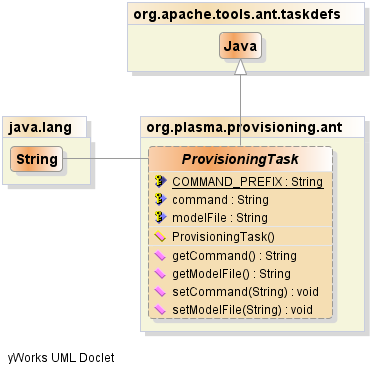 org.apache.tools.ant.taskdefs
Java
java.lang
String
org.plasma.provisioning.ant
ProvisioningTask
COMMAND_PREFIX : String
command : String
modelFile : String
ProvisioningTask()
getCommand() : String
getModelFile() : String
setCommand(String) : void
setModelFile(String) : void
yWorks UML Doclet